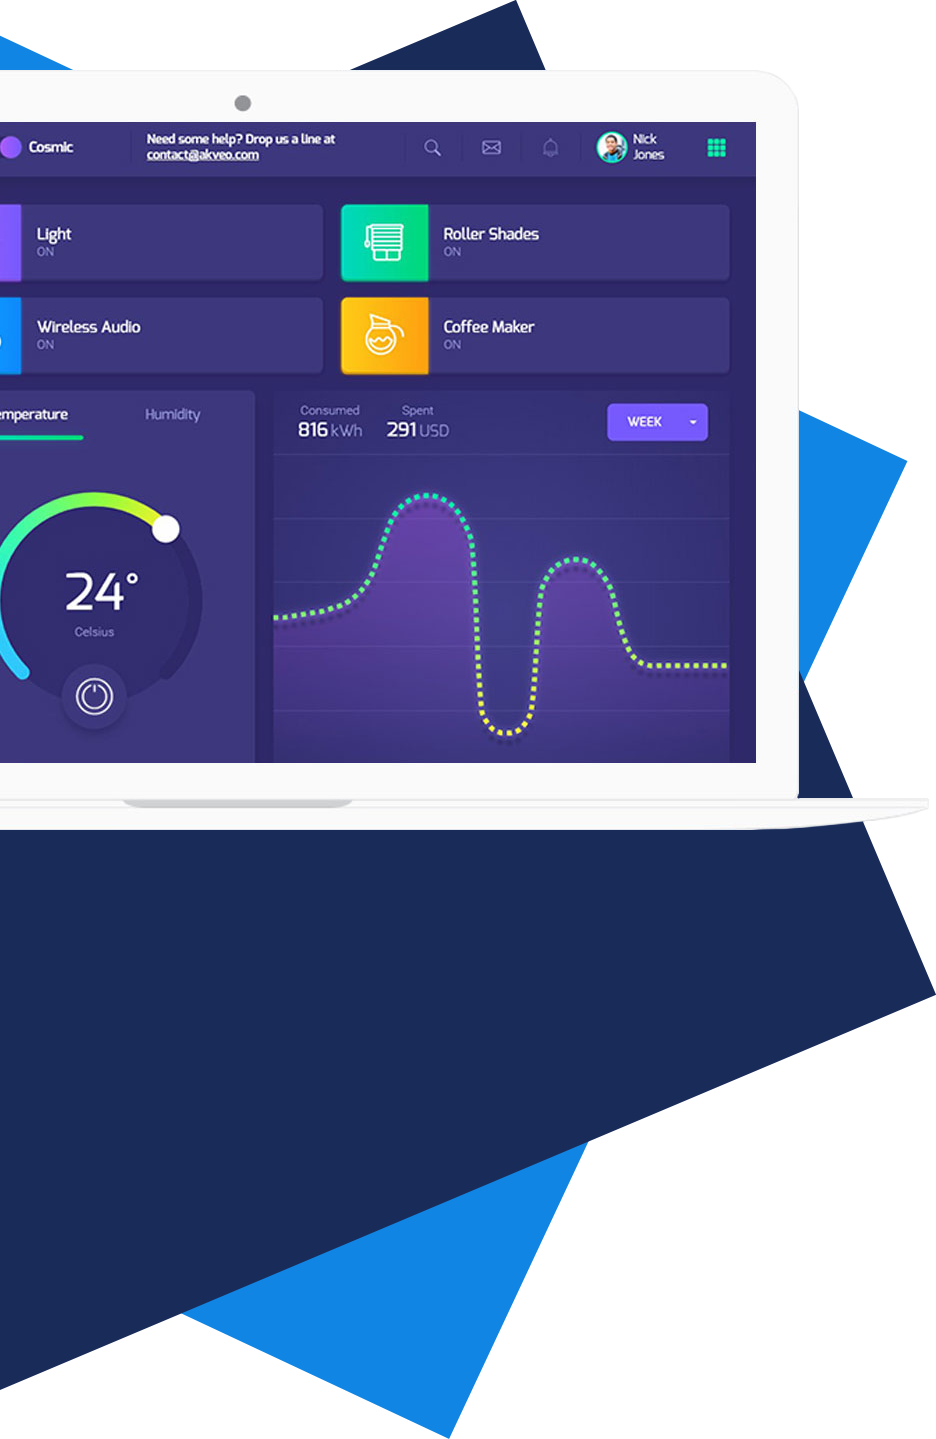 Cosmic
Need some help? Drop us a line at
contact@akveo.com
Nick
Jones
Light
ON
Roller Shades
ON
Wireless Audio
ON
Coffee Maker
ON
emperature
Humidity
Consumed
816 kWh
Spent
291 USD
WEEK
24°
Celsius